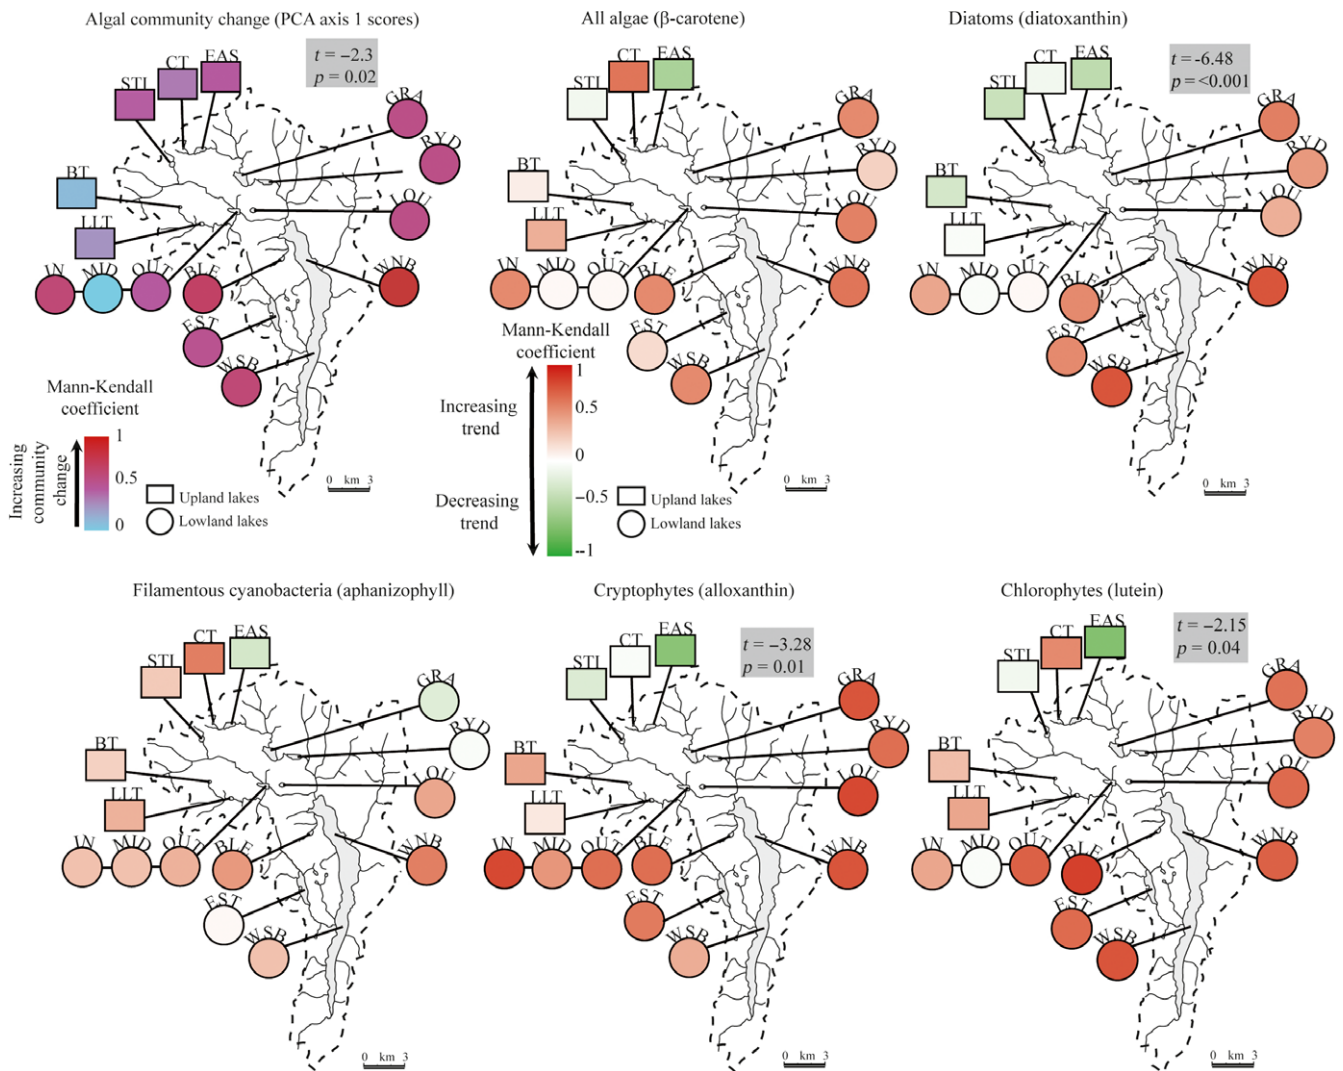 Algal community change (PCA axis 1 scores)
t = −2.3
p = 0.02
STI
CT
EAS
GRA
RYD
LOU
BT
LLT
IN
MID
OUT
BLE
WNB
EST
WSB
Mann-Kendall
coefficient
Increasing
community
change
1
0.5
0
Upland lakes
Lowland lakes
0 km 3
All algae (β-carotene)
STI
CT
EAS
GRA
RYD
LOU
BT
LLT
IN
MID
OUT
BLE
WNB
EST
WSB
Mann-Kendall
coefficient
Increasing
trend
Decreasing
trend
1
0.5
0
−0.5
--1
Upland lakes
Lowland lakes
0 km 3
Diatoms (diatoxanthin)
t = -6.48
p = <0.001
STI
CT
EAS
GRA
RYD
LOU
BT
LLT
IN
MID
OUT
BLE
WNB
EST
WSB
0 km 3
Filamentous cyanobacteria (aphanizophyll)
STI
CT
EAS
GRA
RYD
LOU
BT
LLT
IN
MID
OUT
BLE
WNB
EST
WSB
0 km 3
Cryptophytes (alloxanthin)
t = −3.28
p = 0.01
STI
CT
EAS
GRA
RYD
LOU
BT
LLT
IN
MID
OUT
BLE
WNB
EST
WSB
0 km 3
Chlorophytes (lutein)
t = −2.15
p = 0.04
STI
CT
EAS
GRA
RYD
LOU
BT
LLT
IN
MID
OUT
BLE
WNB
EST
WSB
0 km 3